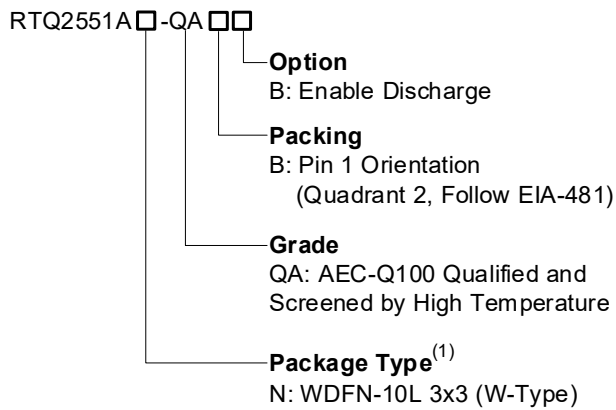 RTQ2551A□-QA□□
Option
B: Enable Discharge
Packing
B: Pin 1 Orientation
(Quadrant 2, Follow EIA-481)
Grade
QA: AEC-Q100 Qualified and
Screened by High Temperature
Package Type(1)
N: WDFN-10L 3x3 (W-Type)